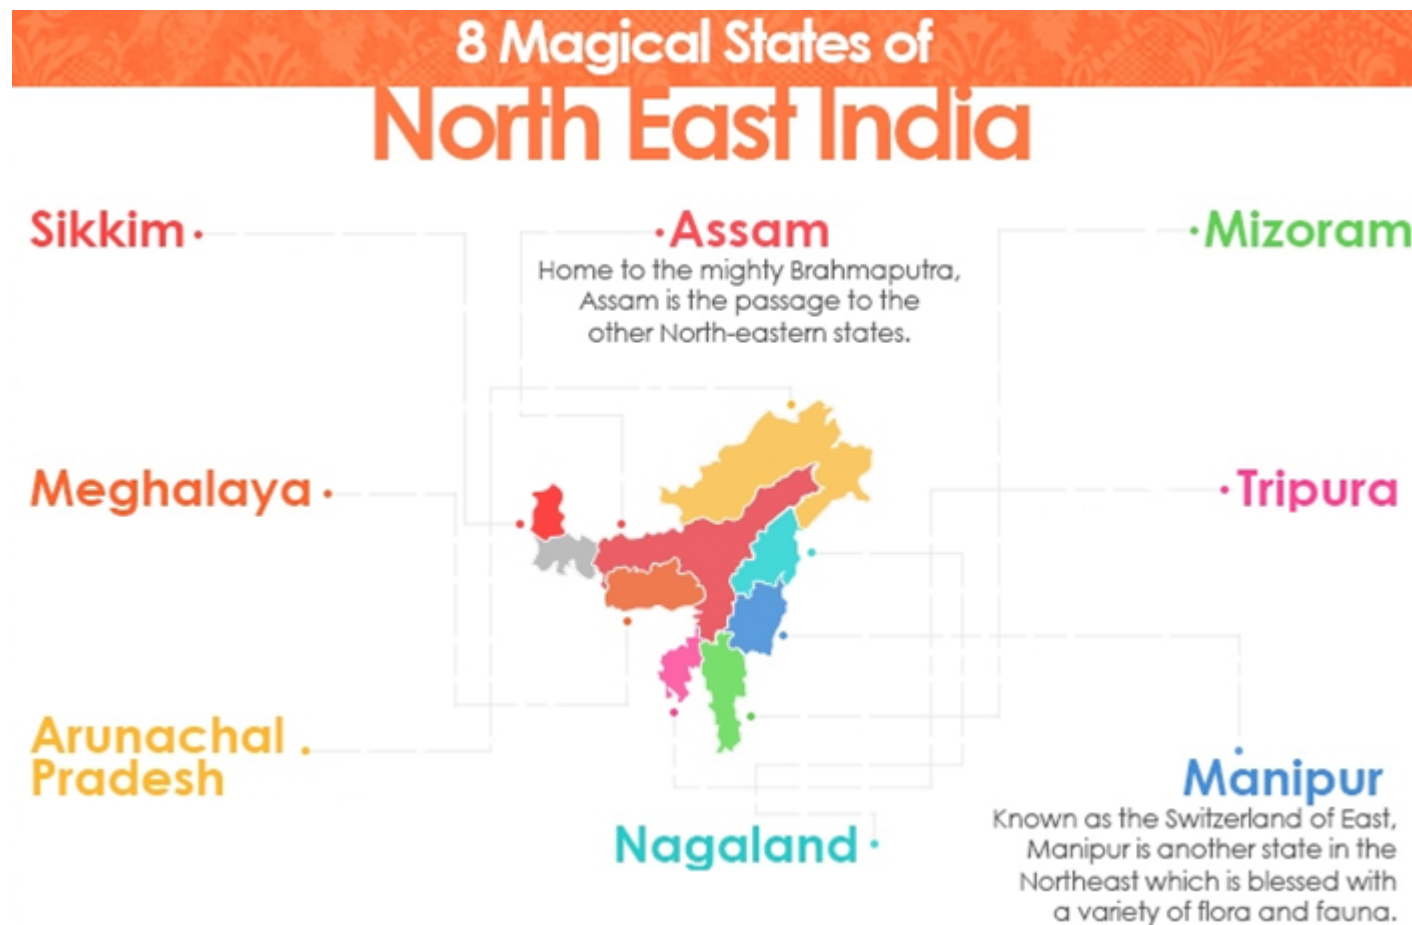 8 Magical States of
North East India
Sikkim
Assam
Home to the mighty Brahmaputra,
Assam is the passage to the
other North-eastern states.
Mizoram
Meghalaya
Tripura
Arunachal
Pradesh
Nagaland
Manipur
Known as the Switzerland of East,
Manipur is another state in the
Northeast which is blessed with
a variety of flora and fauna.